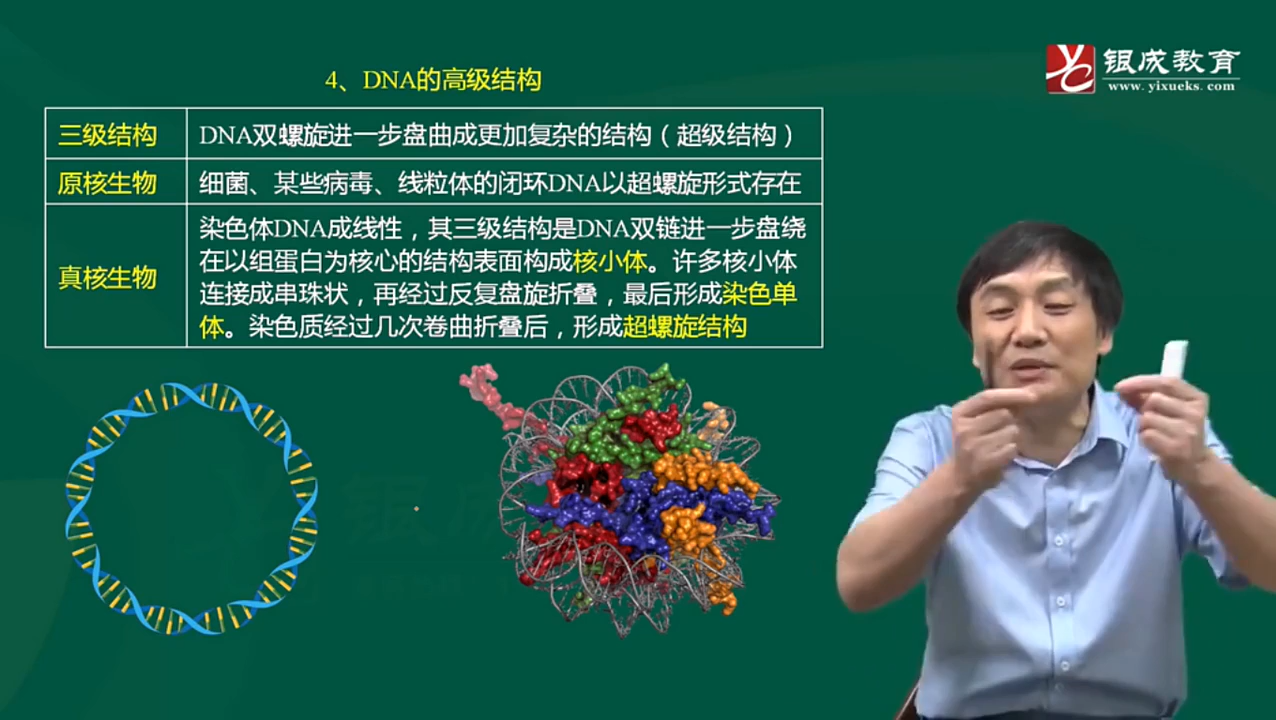 4、DNA的高级结构
银成教育
www.yixueks.com
三级结构
DNA双螺旋进一步盘曲成更加复杂的结构（超级结构）
原核生物
细菌、某些病毒、线粒体的闭环DNA以超螺旋形式存在
真核生物
染色体DNA成线性，其三级结构是DNA双链进一步盘绕
在以组蛋白为核心的结构表面构成核小体。许多核小体
连接成串珠状，再经过反复盘旋折叠，最后形成染色单
体。染色质经过几次卷曲折叠后，形成超螺旋结构
银成